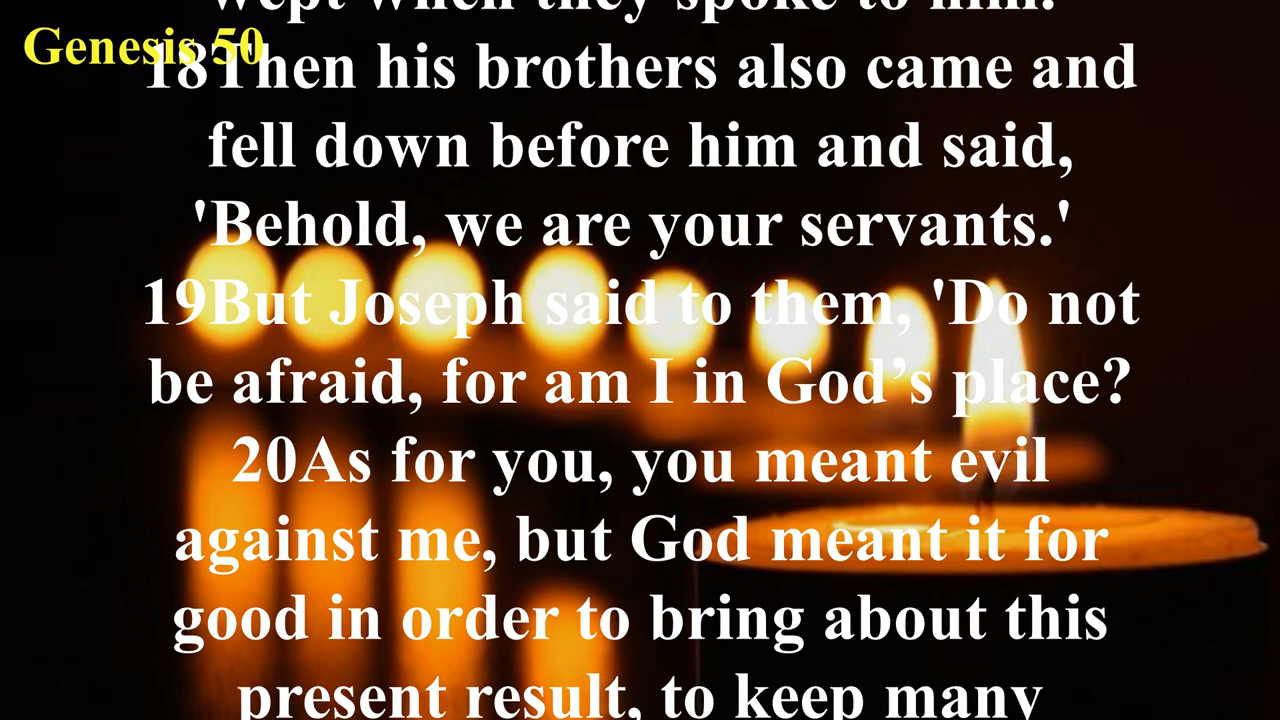 wept when they spoke to him.
Genesis 50
18Then his brothers also came and
fell down before him and said,
'Behold, we are your servants.'
19But Joseph said to them, 'Do not
be afraid, for am I in God’s place?
20As for you, you meant evil
against me, but God meant it for
good in order to bring about this
present result, to keep many